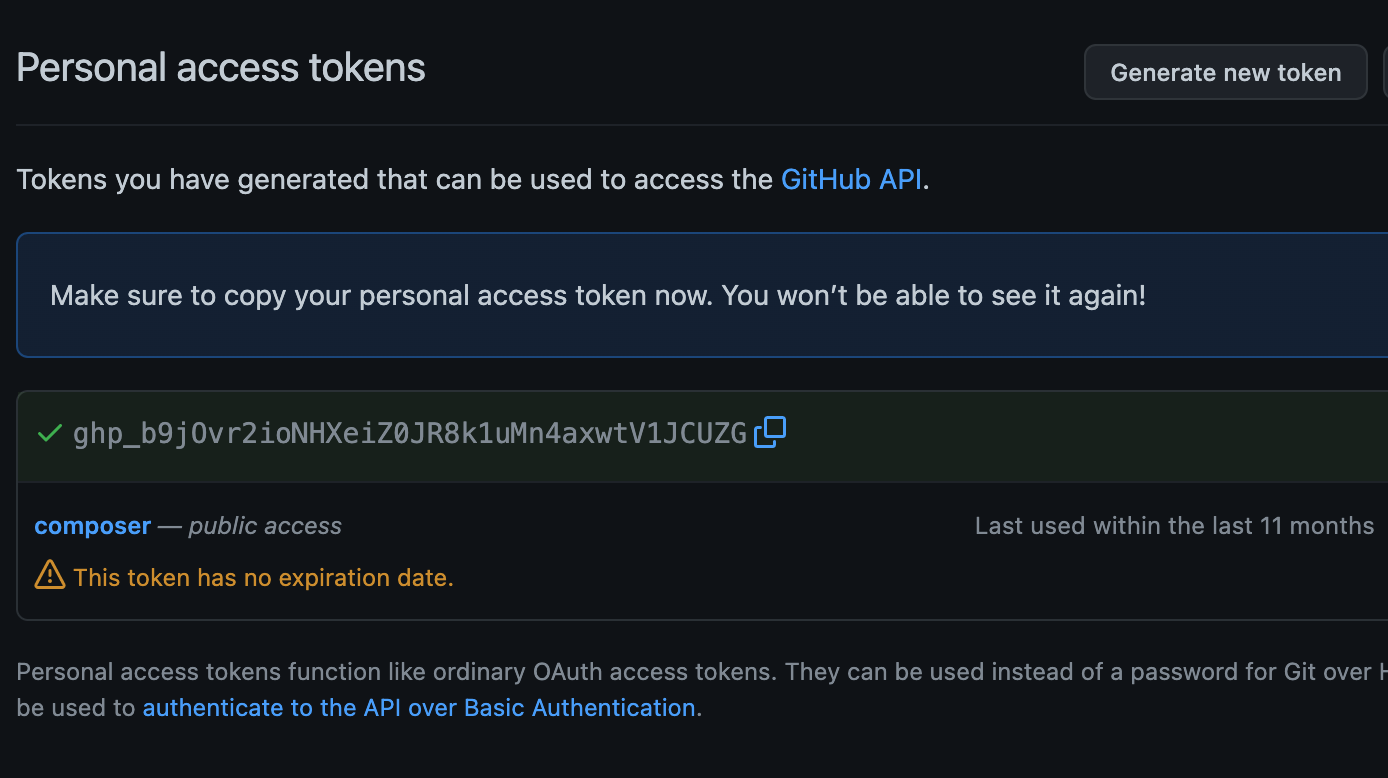 Personal access tokens
Generate new token
Tokens you have generated that can be used to access the GitHub API.
Make sure to copy your personal access token now. You won’t be able to see it again!
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
composer — public access
Last used within the last 11 months
This token has no expiration date.
Personal access tokens function like ordinary OAuth access tokens. They can be used instead of a password for Git over
be used to authenticate to the API over Basic Authentication.